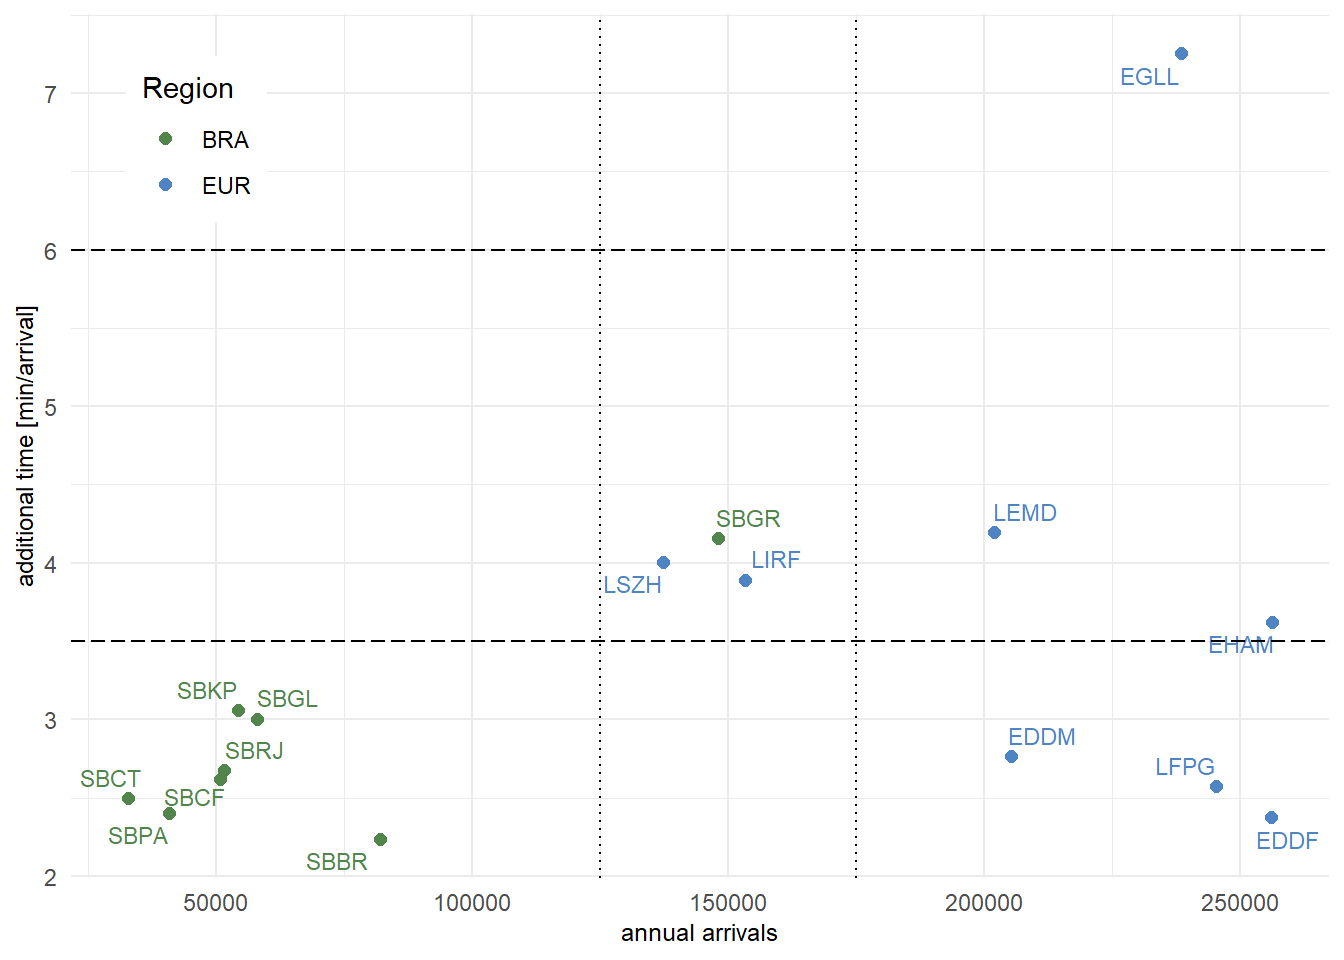 EGLL
7
Region
BRA
EUR
6
additional time [min/arrival]
5
SBGR
LEMD
LIRF
4
LSZH
EHAM
SBKP
SBGL
3
SBRJ
EDDM
LFPG
SBCT
SBCF
SBPA
EDDF
SBBR
2
50000 100000 150000 200000 250000
annual arrivals